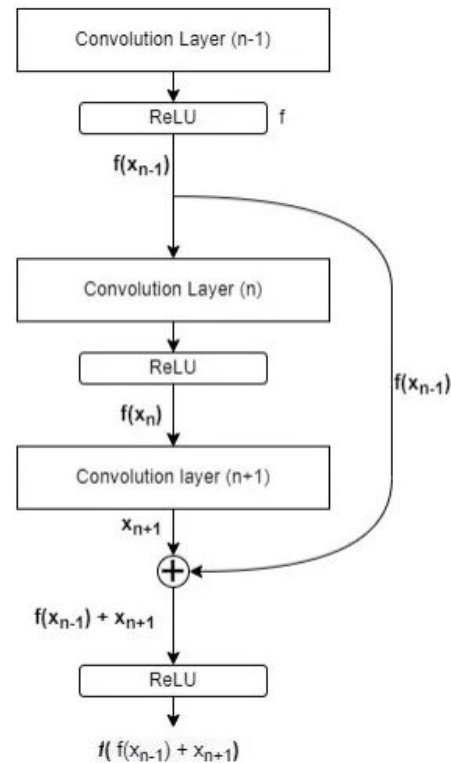 Convolution Layer (n-1)
ReLU f
f(xn-1)
Convolution Layer (n)
ReLU
f(xn-1)
f(xn)
Convolution layer (n+1)
xn+1
+
f(xn-1) + xn+1
ReLU
f( f(xn-1) + xn+1)